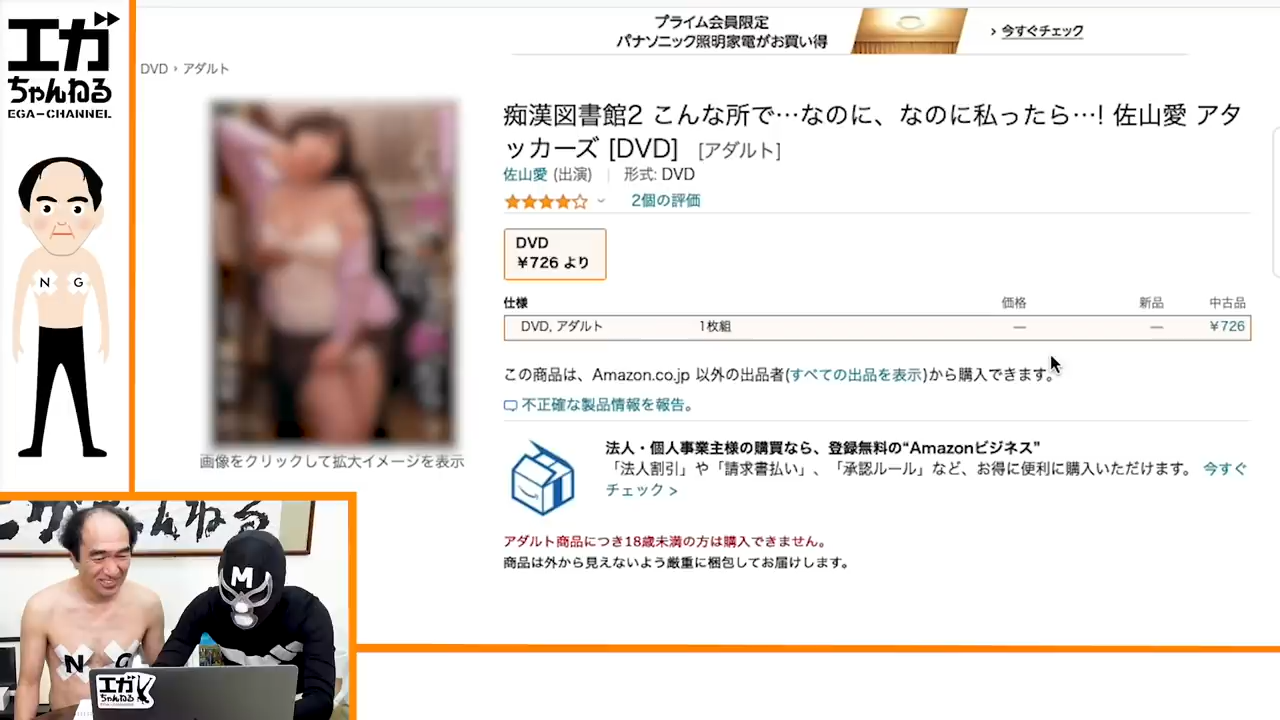 エガ
ちゃんねる
EGA-CHANNEL
N G
プライム会員限定
パナソニック照明家電がお買い得
› 今すぐチェック
DVD › アダルト
画像をクリックして拡大イメージを表示
痴漢図書館2 こんな所で…なのに、なのに私ったら…! 佐山愛 アタ
ッカーズ [DVD] [アダルト]
佐山愛 (出演) | 形式: DVD
2個の評価
DVD
¥726 より
仕様 価格 新品 中古品
DVD, アダルト 1枚組 — — ¥726
この商品は、Amazon.co.jp 以外の出品者(すべての出品を表示)から購入できます。
不正確な製品情報を報告。
法人・個人事業主様の購買なら、登録無料の“Amazonビジネス”
「法人割引」や「請求書払い」、「承認ルール」など、お得に便利に購入いただけます。 今すぐ
チェック >
アダルト商品につき18歳未満の方は購入できません。
商品は外から見えないよう厳重に梱包してお届けします。
M
N G
エガ
ちゃんねる